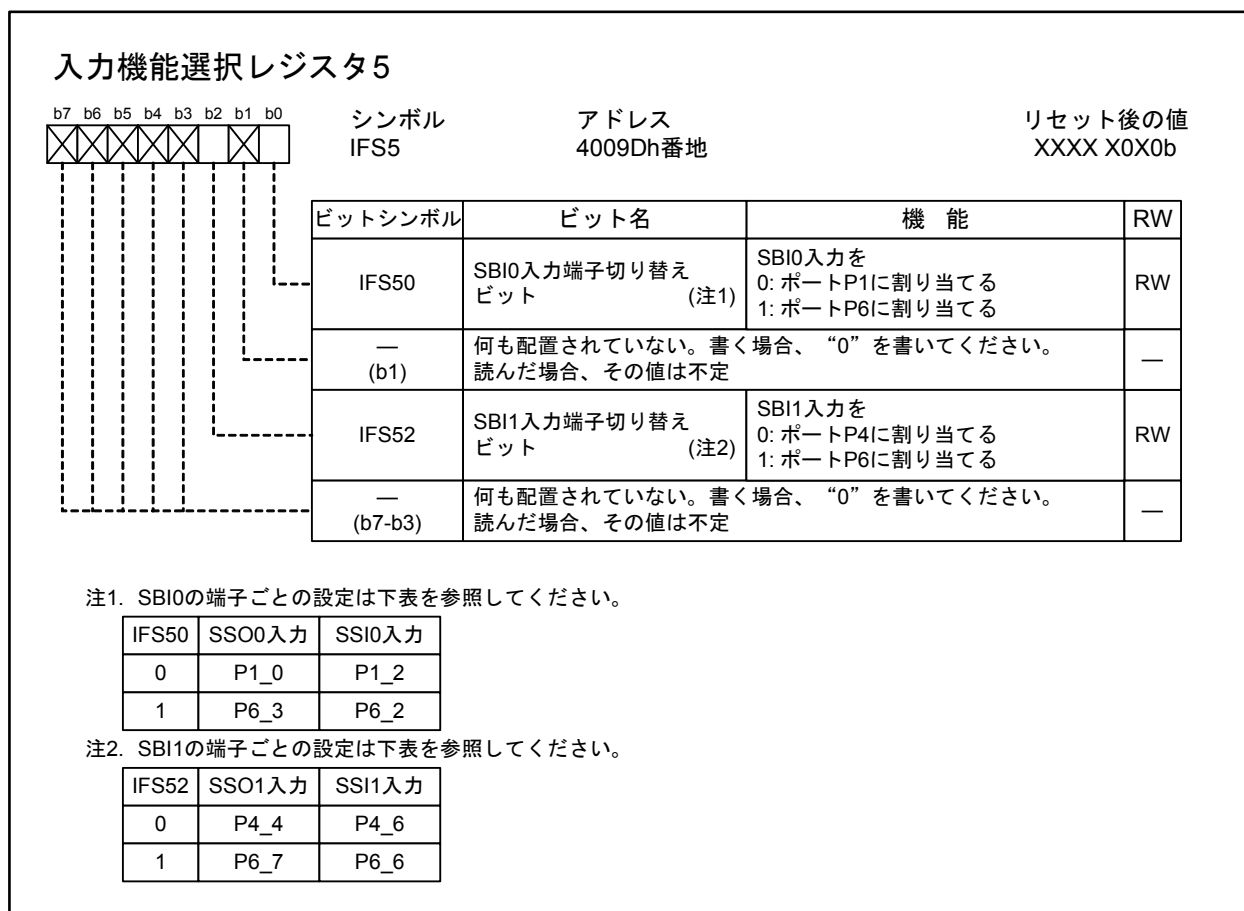 入力機能選択レジスタ5
b7 b6 b5 b4 b3 b2 b1 b0
シンボル アドレス リセット後の値
IFS5 4009Dh番地 XXXX X0X0b
ビットシンボル ビット名 機 能 RW
IFS50 SBI0入力端子切り替え
ビット (注1) SBI0入力を
0: ポートP1に割り当てる
1: ポートP6に割り当てる RW
—
(b1) 何も配置されていない。書く場合、“0”を書いてください。
読んだ場合、その値は不定 —
IFS52 SBI1入力端子切り替え
ビット (注2) SBI1入力を
0: ポートP4に割り当てる
1: ポートP6に割り当てる RW
—
(b7-b3) 何も配置されていない。書く場合、“0”を書いてください。
読んだ場合、その値は不定 —
注1. SBI0の端子ごとの設定は下表を参照してください。
IFS50 SSO0入力 SSI0入力
0 P1_0 P1_2
1 P6_3 P6_2
注2. SBI1の端子ごとの設定は下表を参照してください。
IFS52 SSO1入力 SSI1入力
0 P4_4 P4_6
1 P6_7 P6_6